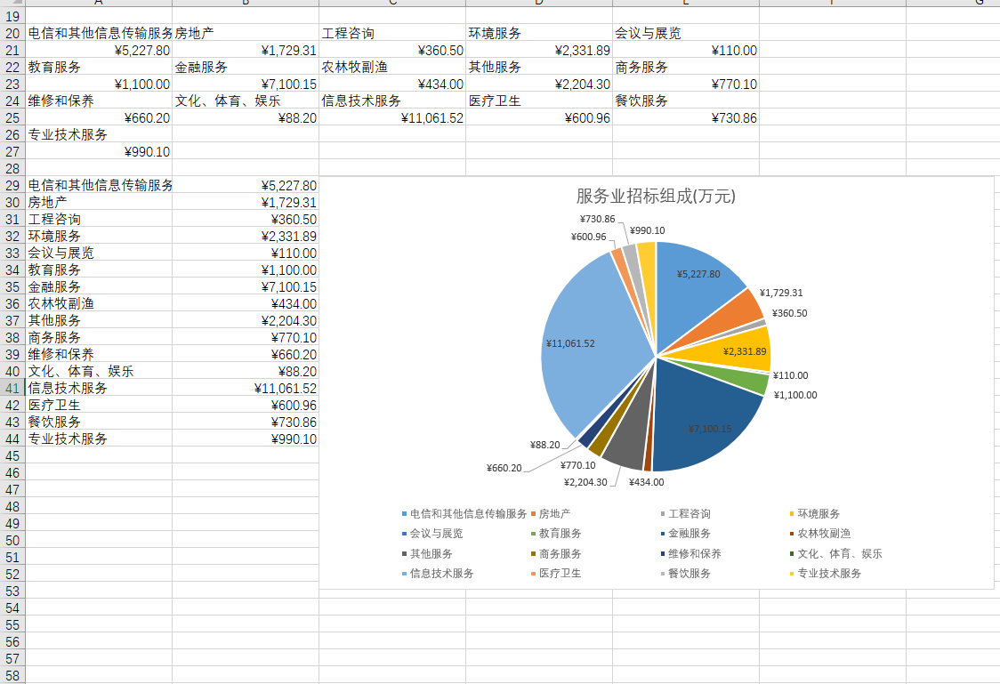 A B C D E F G
19
20 电信和其他信息传输服务 房地产 工程咨询 环境服务 会议与展览
21 ¥5,227.80 ¥1,729.31 ¥360.50 ¥2,331.89 ¥110.00
22 教育服务 金融服务 农林牧副渔 其他服务 商务服务
23 ¥1,100.00 ¥7,100.15 ¥434.00 ¥2,204.30 ¥770.10
24 维修和保养 文化、体育、娱乐 信息技术服务 医疗卫生 餐饮服务
25 ¥660.20 ¥88.20 ¥11,061.52 ¥600.96 ¥730.86
26 专业技术服务
27 ¥990.10
28
29 电信和其他信息传输服务 ¥5,227.80
30 房地产 ¥1,729.31
31 工程咨询 ¥360.50
32 环境服务 ¥2,331.89
33 会议与展览 ¥110.00
34 教育服务 ¥1,100.00
35 金融服务 ¥7,100.15
36 农林牧副渔 ¥434.00
37 其他服务 ¥2,204.30
38 商务服务 ¥770.10
39 维修和保养 ¥660.20
40 文化、体育、娱乐 ¥88.20
41 信息技术服务 ¥11,061.52
42 医疗卫生 ¥600.96
43 餐饮服务 ¥730.86
44 专业技术服务 ¥990.10
45
46
47
48
49
50
51
52
53
54
55
56
57
58
服务业招标组成(万元)
¥730.86
¥990.10
¥600.96
¥5,227.80
¥1,729.31
¥360.50
¥11,061.52
¥2,331.89
¥110.00
¥1,100.00
¥7,100.15
¥88.20
¥660.20
¥770.10
¥2,204.30
¥434.00
电信和其他信息传输服务 房地产 工程咨询 环境服务
会议与展览 教育服务 金融服务 农林牧副渔
其他服务 商务服务 维修和保养 文化、体育、娱乐
信息技术服务 医疗卫生 餐饮服务 专业技术服务